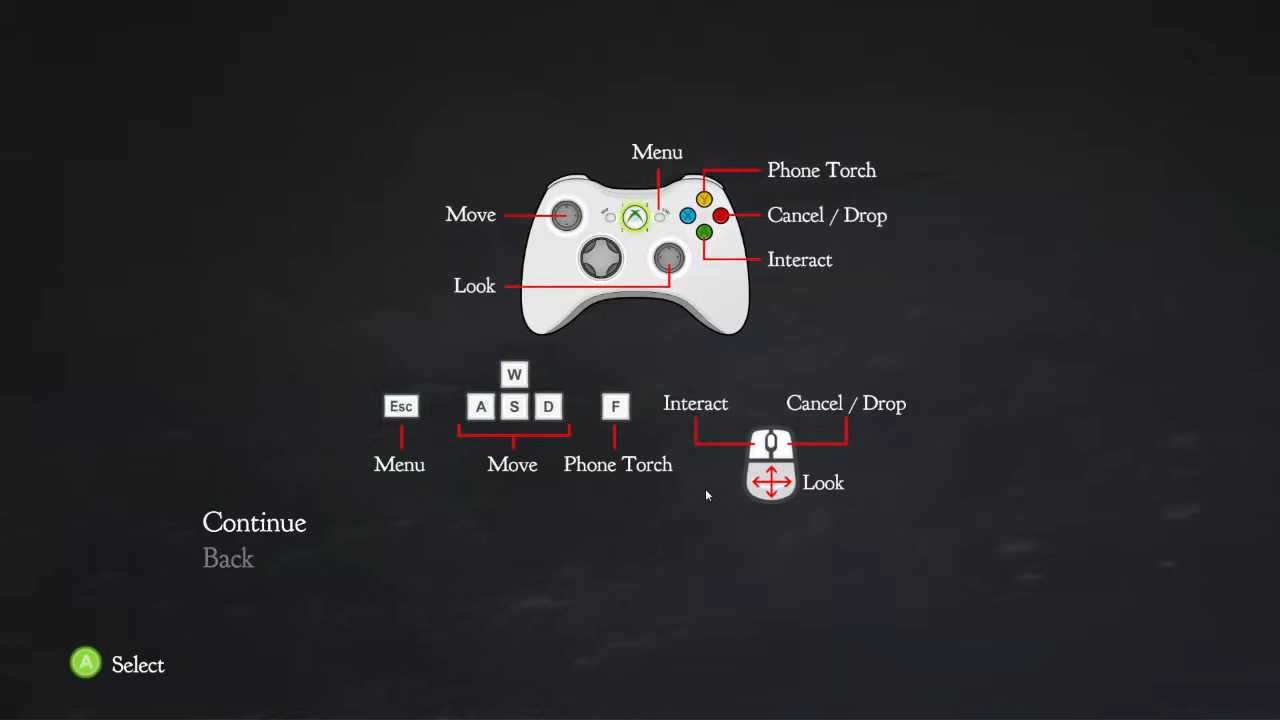 Menu
Phone Torch
Move
Cancel / Drop
Y
X
B
A
Interact
Look
W
Esc
A S D
F
Interact
Cancel / Drop
Menu
Move
Phone Torch
Look
Continue
Back
A Select